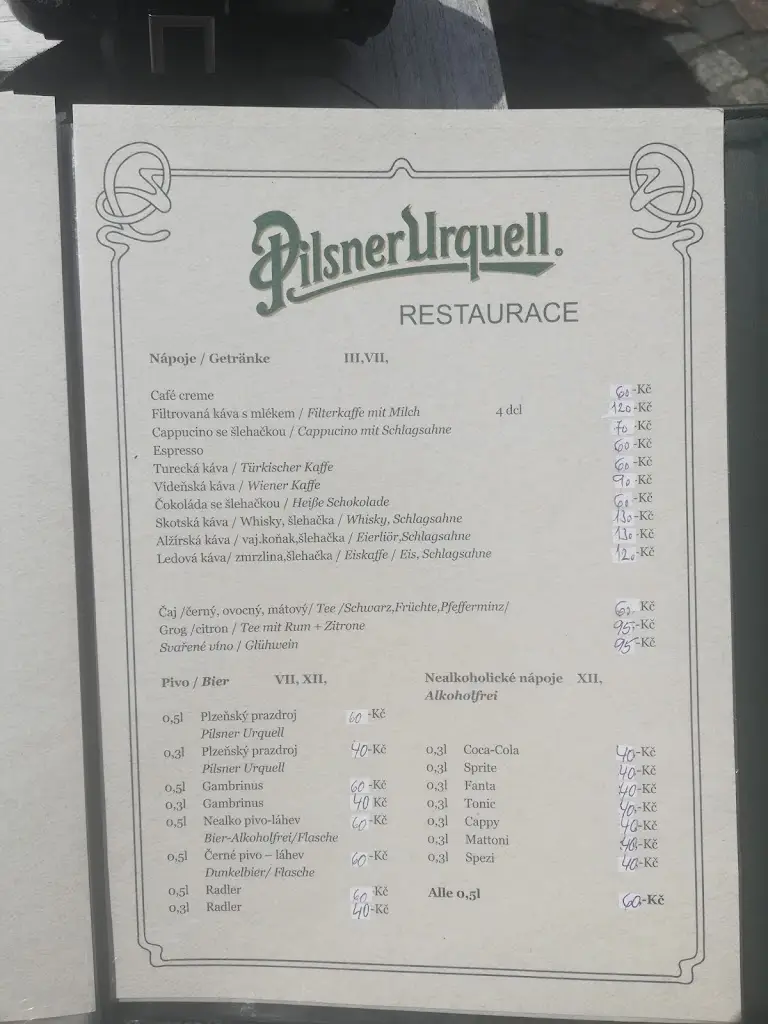 Pilsner Urquell.
RESTAURACE
Nápoje / Getränke III,VII,
Café creme 60-Kč
Filtrovaná káva s mlékem / Filterkaffe mit Milch 4 dcl 120-Kč
Cappucino se šlehačkou / Cappucino mit Schlagsahne 70-Kč
Espresso 60-Kč
Turecká káva / Türkischer Kaffe 60-Kč
Videňská káva / Wiener Kaffe 90-Kč
Čokoláda se šlehačkou / Heiße Schokolade 60-Kč
Skotská káva / Whisky, šlehačka / Whisky, Schlagsahne 130-Kč
Alžírská káva / vaj.koňak,šlehačka / Eierliör,Schlagsahne 130-Kč
Ledová káva/ zmrzlina,šlehačka / Eiskaffe / Eis, Schlagsahne 120-Kč
Čaj /černý, ovocný, mátový/ Tee /Schwarz,Früchte,Pfefferminz/ 60- Kč
Grog /citron / Tee mit Rum + Zitrone 95-Kč
Svařené víno / Glühwein 95-Kč
Pivo / Bier VII, XII,
0,5l Plzeňský prazdroj 60-Kč
Pilsner Urquell
0,3l Plzeňský prazdroj 40-Kč
Pilsner Urquell
0,5l Gambrinus 60-Kč
0,3l Gambrinus 40 Kč
0,5l Nealko pivo-láhev 60-Kč
Bier-Alkoholfrei/Flasche
0,5l Černé pivo – láhev 60-Kč
Dunkelbier/ Flasche
0,5l Radler 60 Kč
0,3l Radler 40-Kč
Nealkoholické nápoje XII,
Alkoholfrei
0,3l Coca-Cola 40-Kč
0,3l Sprite 40-Kč
0,3l Fanta 40-Kč
0,3l Tonic 40,-Kč
0,3l Cappy 40-Kč
0,3l Mattoni 40-Kč
0,3l Spezi 40-Kč
Alle 0,5l 60,-Kč